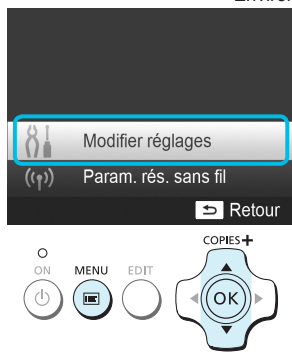 Modifier réglages
Param. rés. sans fil
Retour
COPIES+
ON
MENU
EDIT
OK